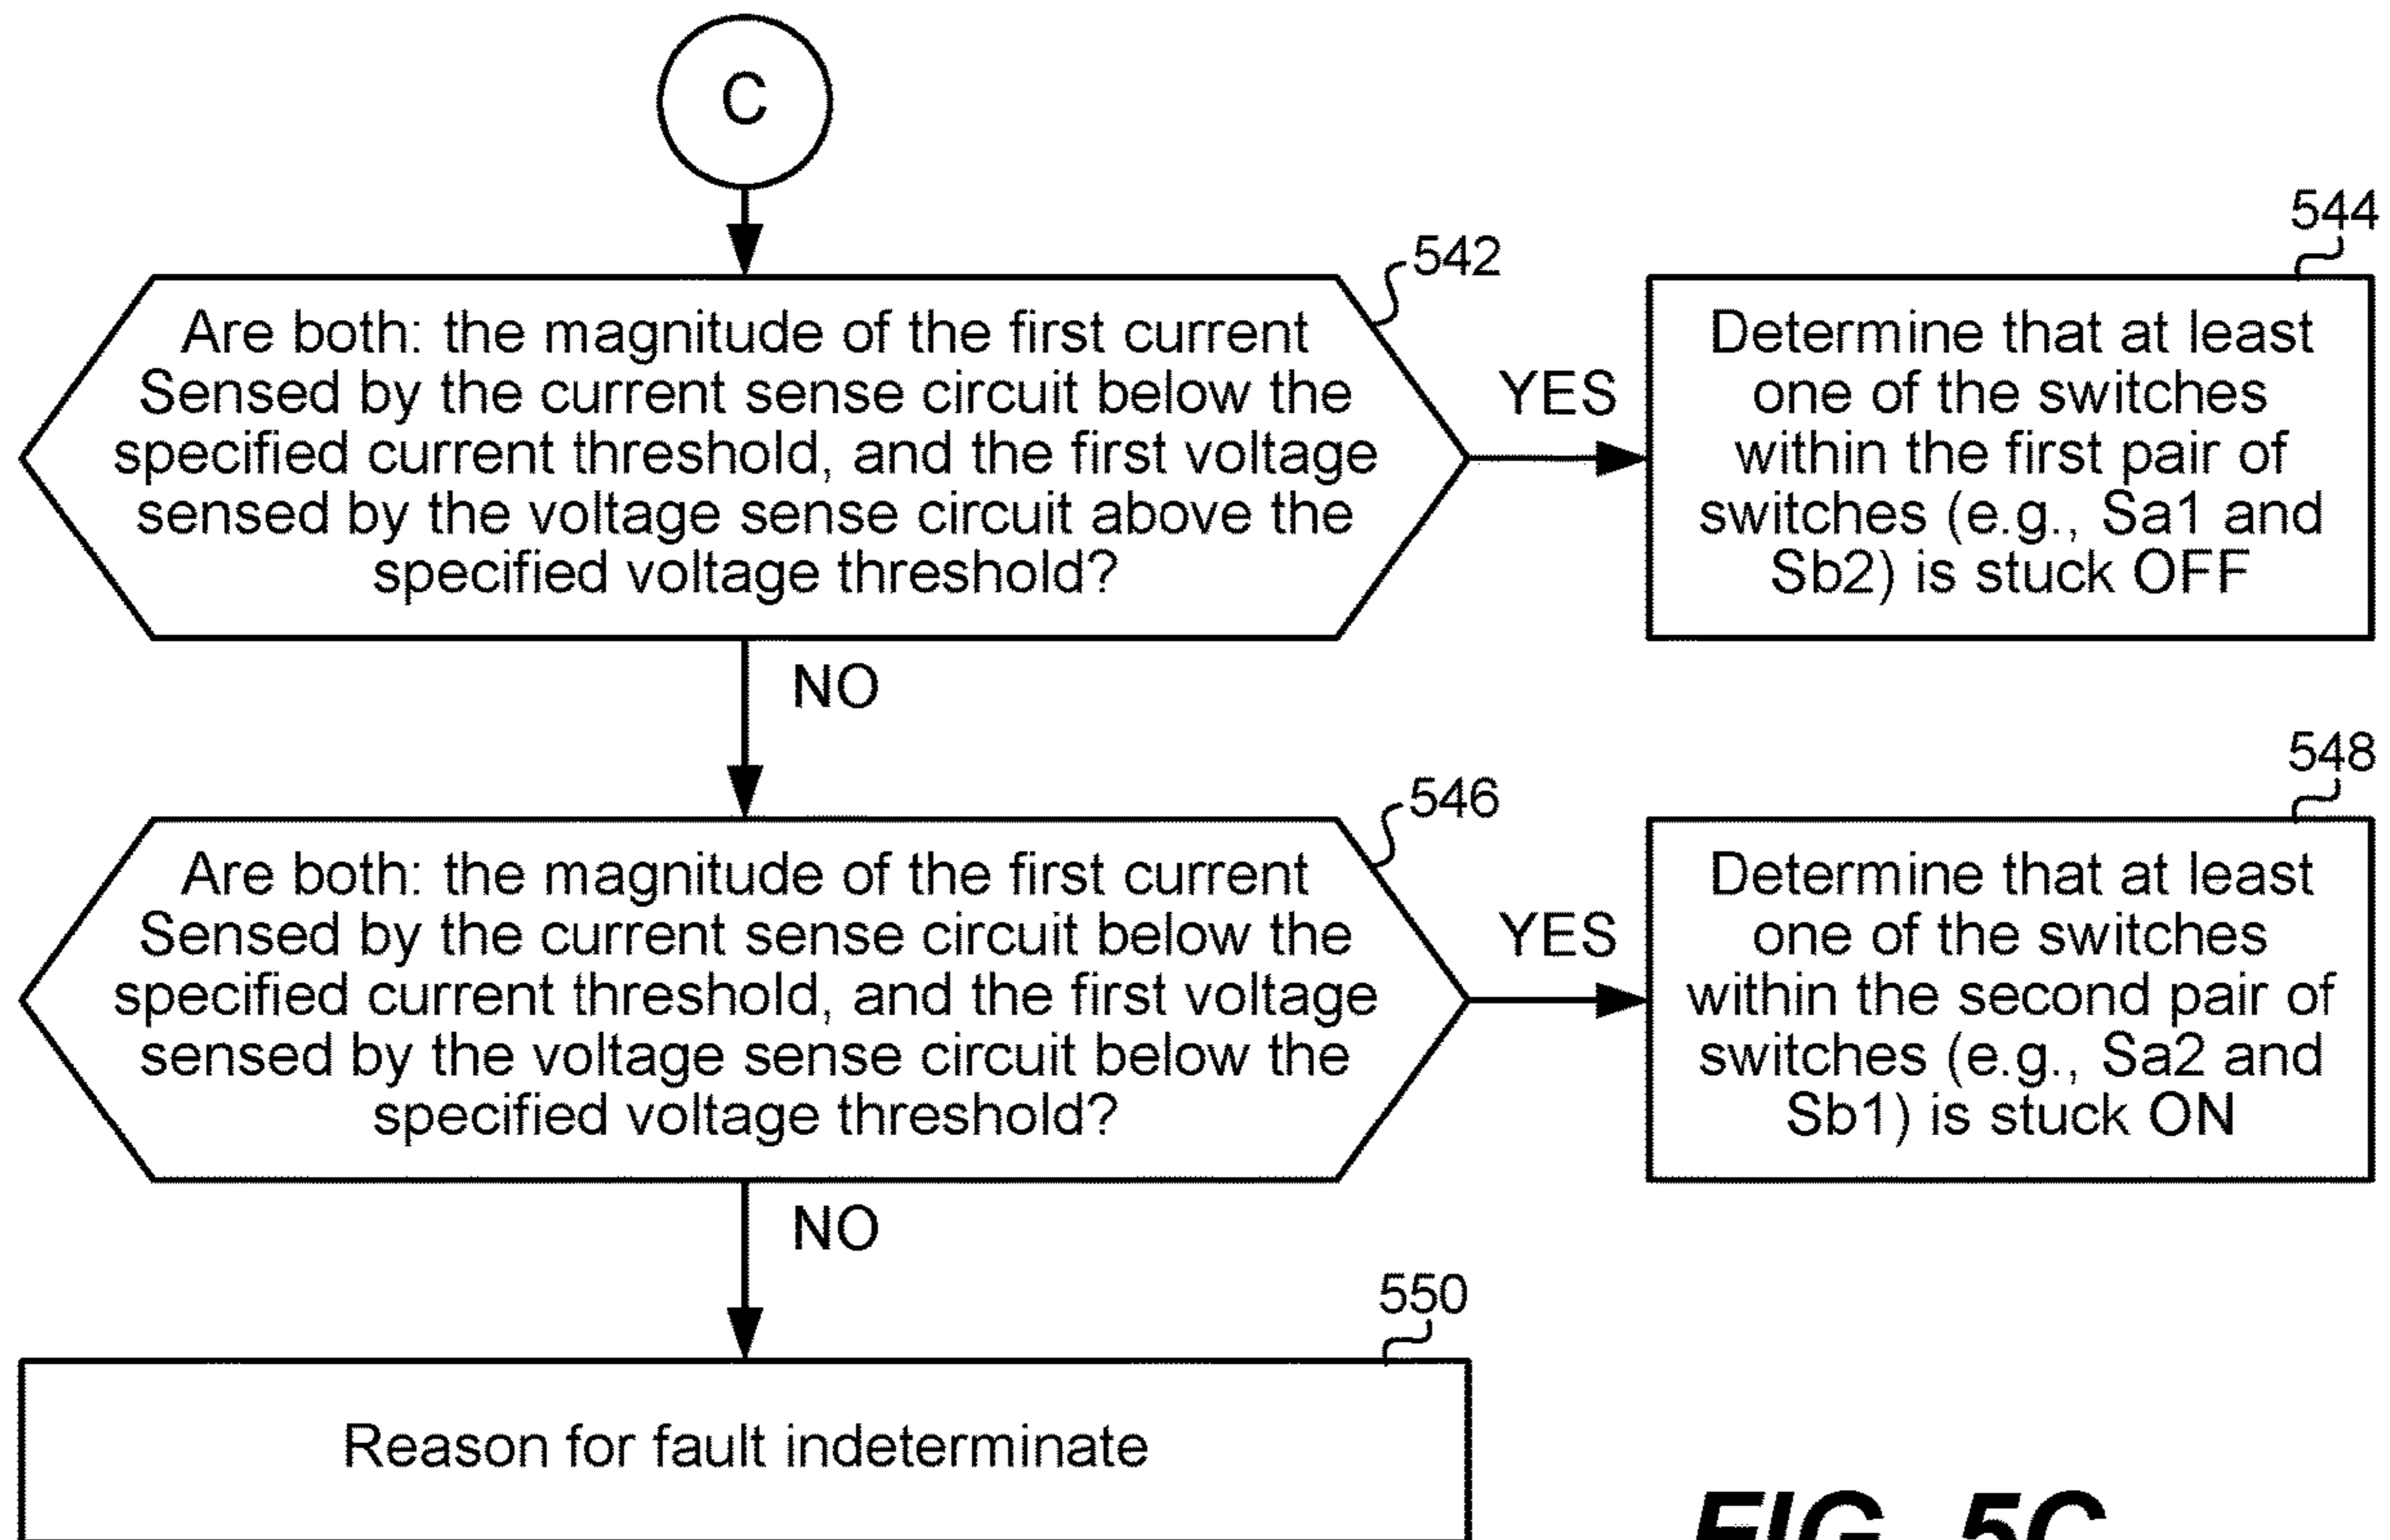 C
542
Are both: the magnitude of the first current
Sensed by the current sense circuit below the
specified current threshold, and the first voltage
sensed by the voltage sense circuit above the
specified voltage threshold?
YES
544
Determine that at least
one of the switches
within the first pair of
switches (e.g., Sa1 and
Sb2) is stuck OFF
NO
546
Are both: the magnitude of the first current
Sensed by the current sense circuit below the
specified current threshold, and the first voltage
sensed by the voltage sense circuit below the
specified voltage threshold?
YES
548
Determine that at least
one of the switches
within the second pair of
switches (e.g., Sa2 and
Sb1) is stuck ON
NO
550
Reason for fault indeterminate
FIG. 5C